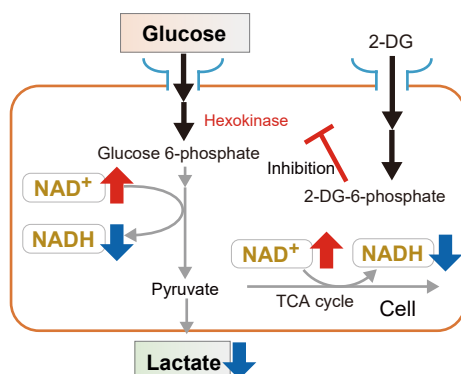 Glucose
2-DG
Hexokinase
Glucose 6-phosphate
Inhibition
NAD+
2-DG-6-phosphate
NADH
NAD+
NADH
Pyruvate
TCA cycle
Cell
Lactate